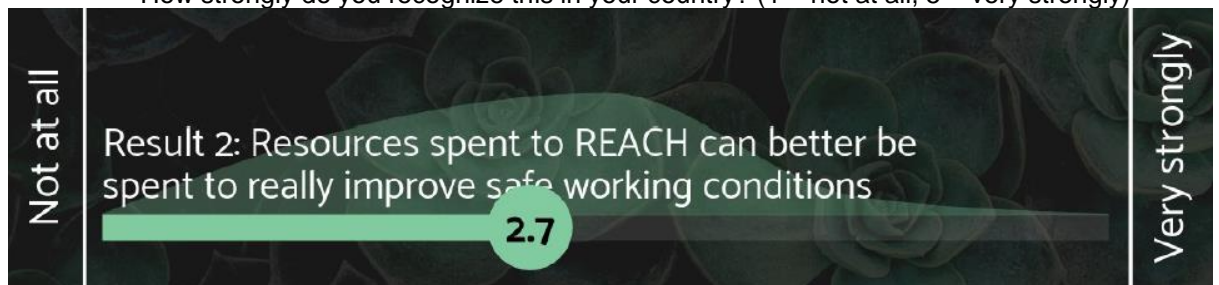 Not at all
Result 2: Resources spent to REACH can better be
spent to really improve safe working conditions
2.7
Very strongly